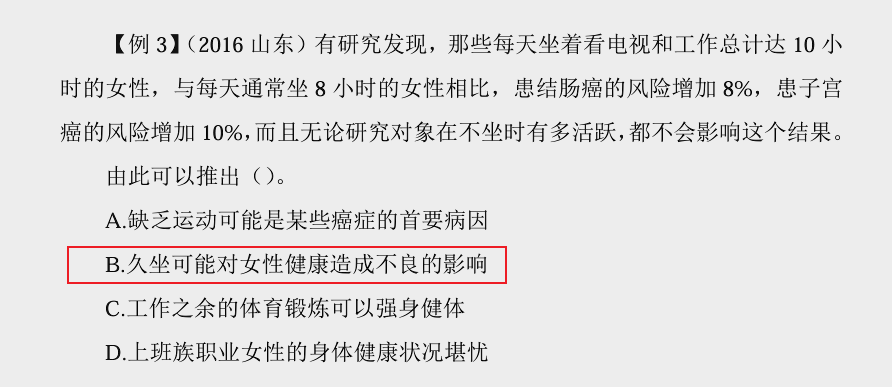 【例 3】（2016 山东）有研究发现，那些每天坐着看电视和工作总计达 10 小
时的女性，与每天通常坐 8 小时的女性相比，患结肠癌的风险增加 8%，患子宫
癌的风险增加 10%，而且无论研究对象在不坐时有多活跃，都不会影响这个结果。
由此可以推出（）。
A.缺乏运动可能是某些癌症的首要病因
B.久坐可能对女性健康造成不良的影响
C.工作之余的体育锻炼可以强身健体
D.上班族职业女性的身体健康状况堪忧